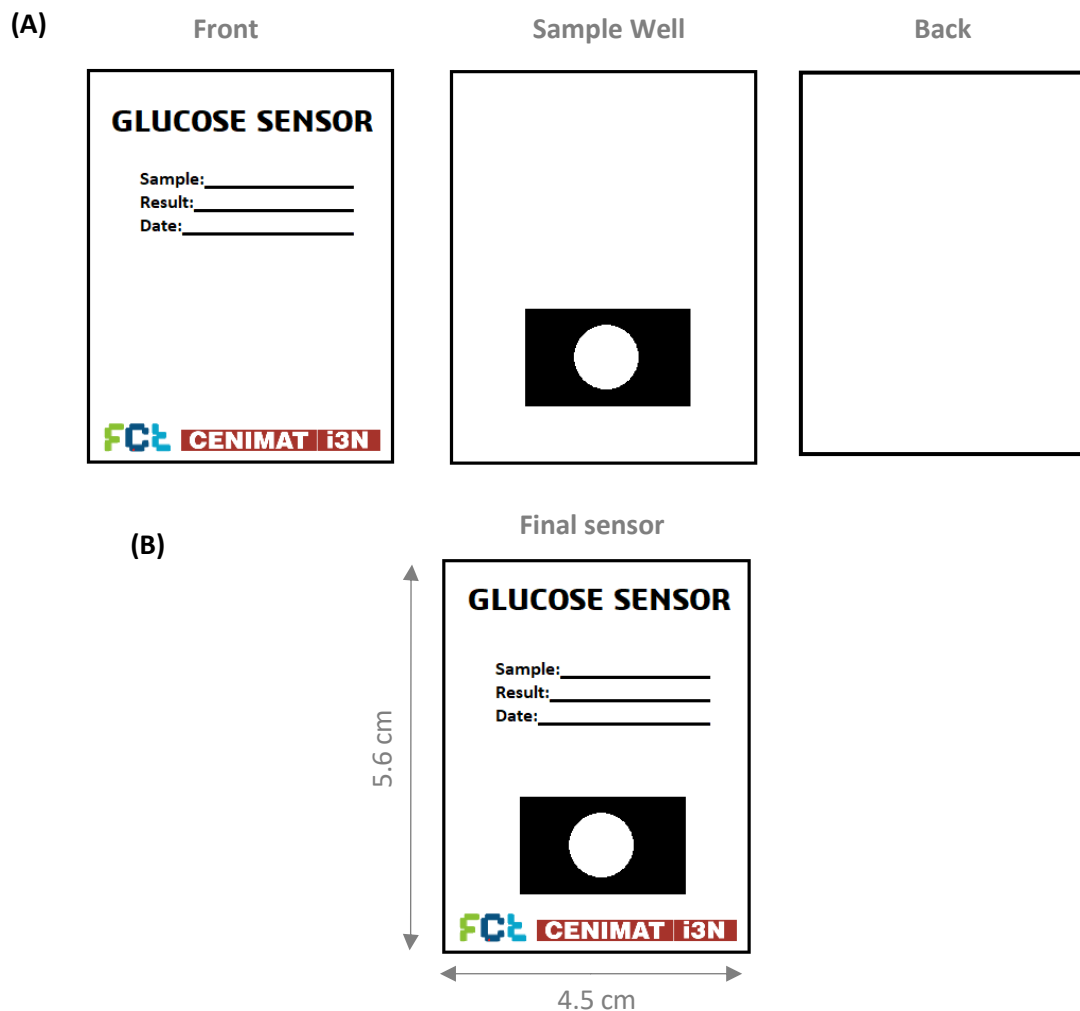 (A)
Front
Sample Well
Back
GLUCOSE SENSOR
Sample:
Result:
Date:
FCt CENIMAT i3N
(B)
Final sensor
GLUCOSE SENSOR
Sample:
Result:
Date:
FCt CENIMAT i3N
5.6 cm
4.5 cm